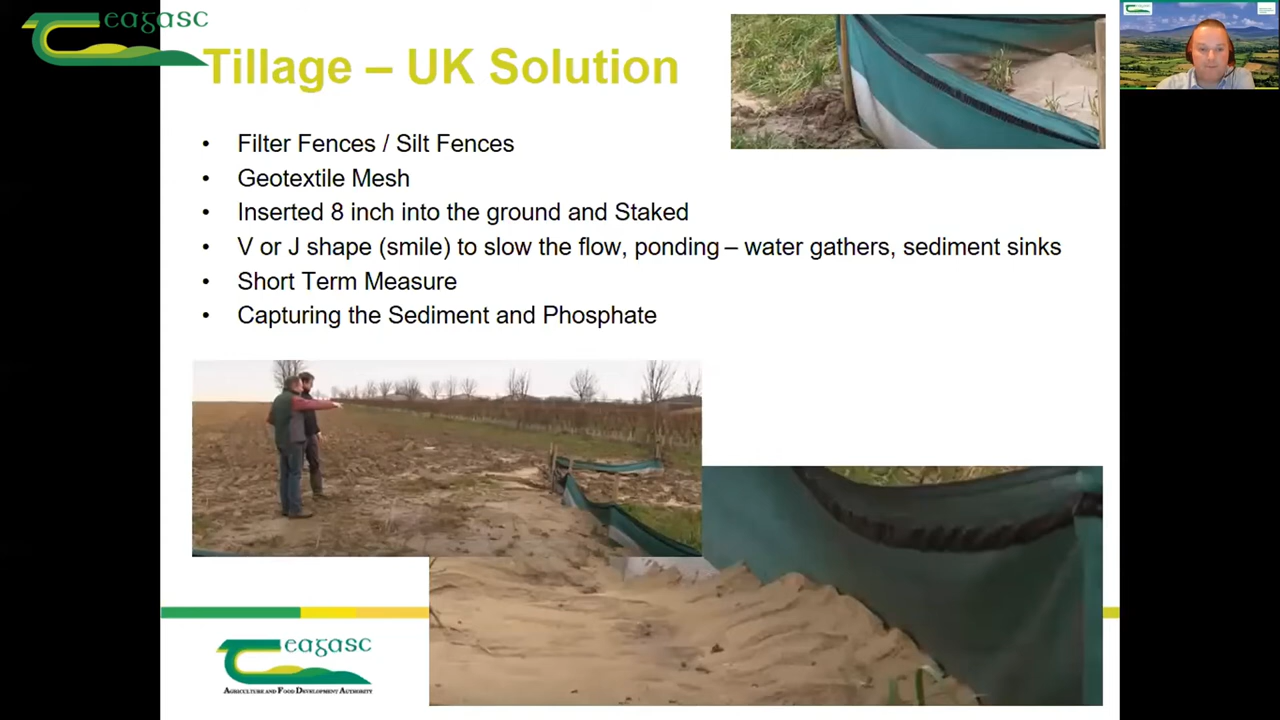 eagasc
Tillage – UK Solution
• Filter Fences / Silt Fences
• Geotextile Mesh
• Inserted 8 inch into the ground and Staked
• V or J shape (smile) to slow the flow, ponding – water gathers, sediment sinks
• Short Term Measure
• Capturing the Sediment and Phosphate
eagasc
AGRICULTURE AND FOOD DEVELOPMENT AUTHORITY